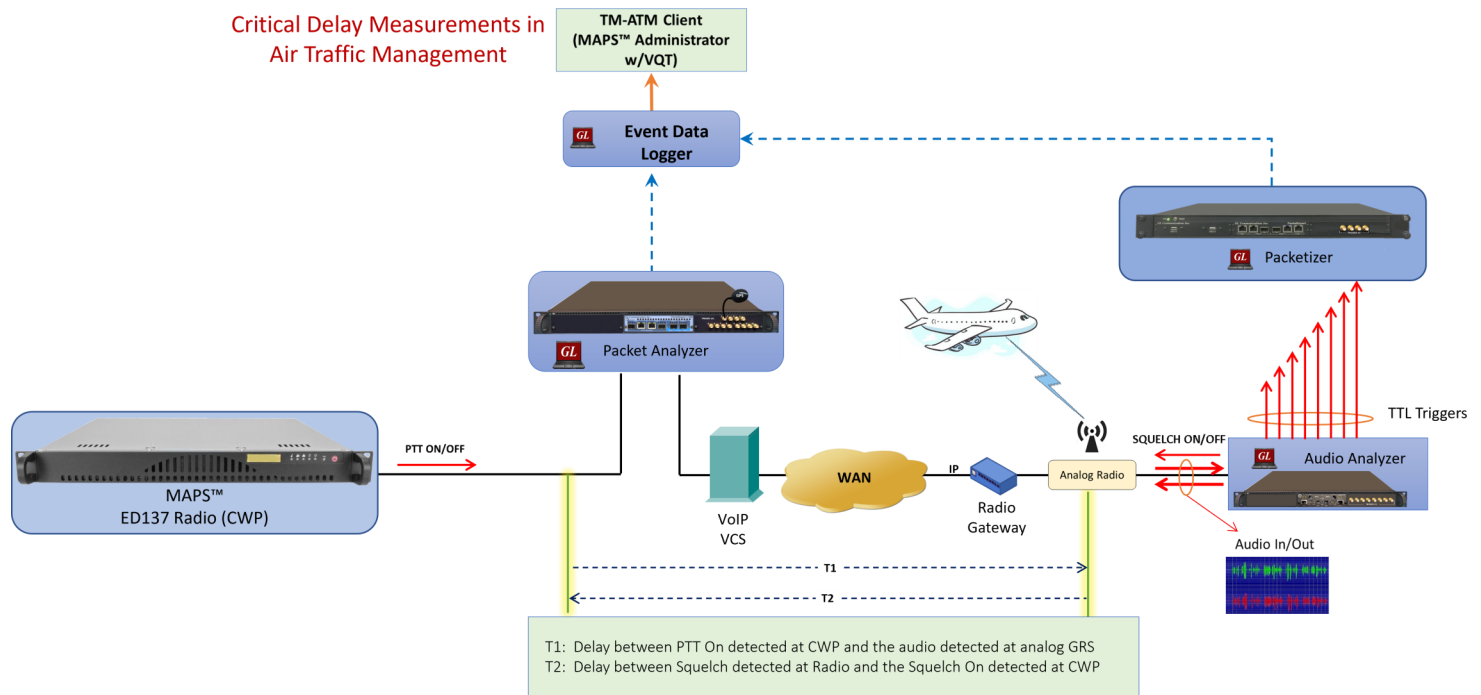 Critical Delay Measurements in
Air Traffic Management
TM-ATM Client
(MAPS™ Administrator
w/VQT)
GL
Event Data
Logger
GL
Packetizer
GL
Packet Analyzer
MAPS™
ED137 Radio (CWP)
PTT ON/OFF
VoIP
VCS
WAN
IP
Radio
Gateway
Analog Radio
SQUELCH ON/OFF
TTL Triggers
GL
Audio Analyzer
Audio In/Out
T1
T2
T1: Delay between PTT On detected at CWP and the audio detected at analog GRS
T2: Delay between Squelch detected at Radio and the Squelch On detected at CWP